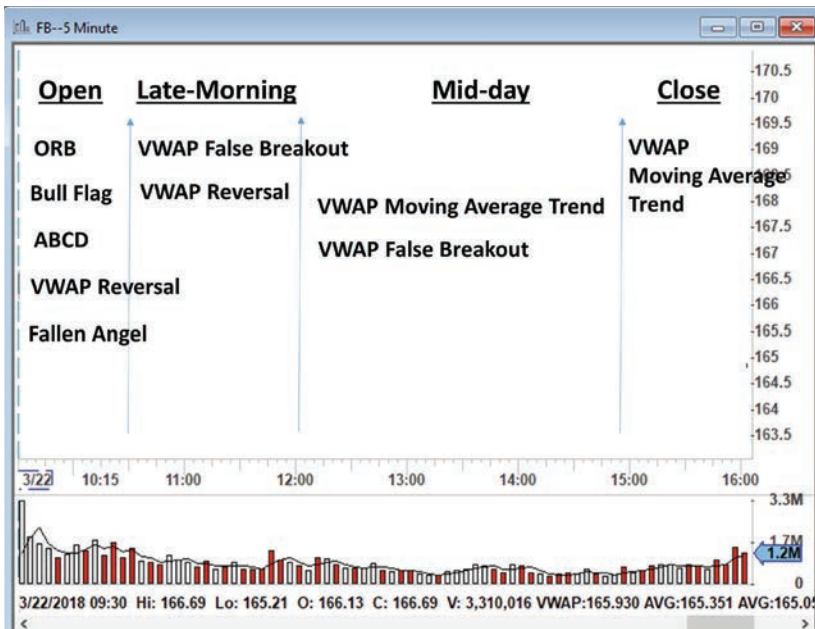 FB--5 Minute
Open Late-Morning Mid-day Close
ORB
Bull Flag
ABCD
VWAP Reversal
Fallen Angel
VWAP False Breakout
VWAP Reversal
VWAP Moving Average Trend
VWAP False Breakout
VWAP
Moving Average
Trend
170.5
170
169.5
169
168
167.5
167
166.5
166
165.5
165
164.5
164
163.5
3/22 10:15 11:00 12:00 13:00 14:00 15:00 16:00
3.3M
1.7M
1.2M
0
3/22/2018 09:30 Hi: 166.69 Lo: 165.21 O: 166.13 C: 166.69 V: 3,310,016 VWAP:165.930 AVG:165.351 AVG:165.05